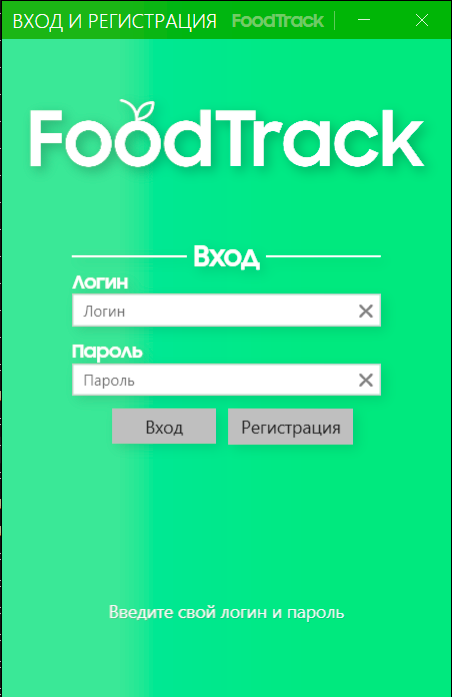 ВХОД И РЕГИСТРАЦИЯ FoodTrack
FoodTrack
Вход
Логин
Логин
Пароль
Пароль
Вход Регистрация
Введите свой логин и пароль